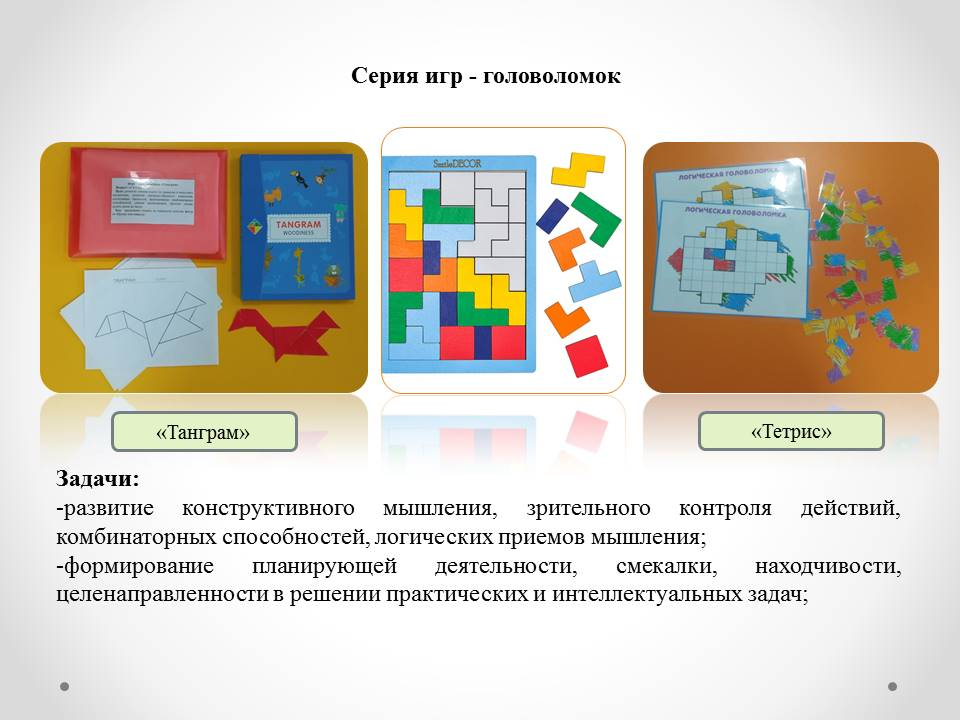 Серия игр - головоломок
SmileDECOR
TANGRAM
WOODINESS
ТАНГРАМ
ЛОГИЧЕСКАЯ ГОЛОВОЛОМКА
ЛОГИЧЕСКАЯ ГОЛОВОЛОМКА
«Танграм»
«Тетрис»
Задачи:
-развитие конструктивного мышления, зрительного контроля действий,
комбинаторных способностей, логических приемов мышления;
-формирование планирующей деятельности, смекалки, находчивости,
целенаправленности в решении практических и интеллектуальных задач;